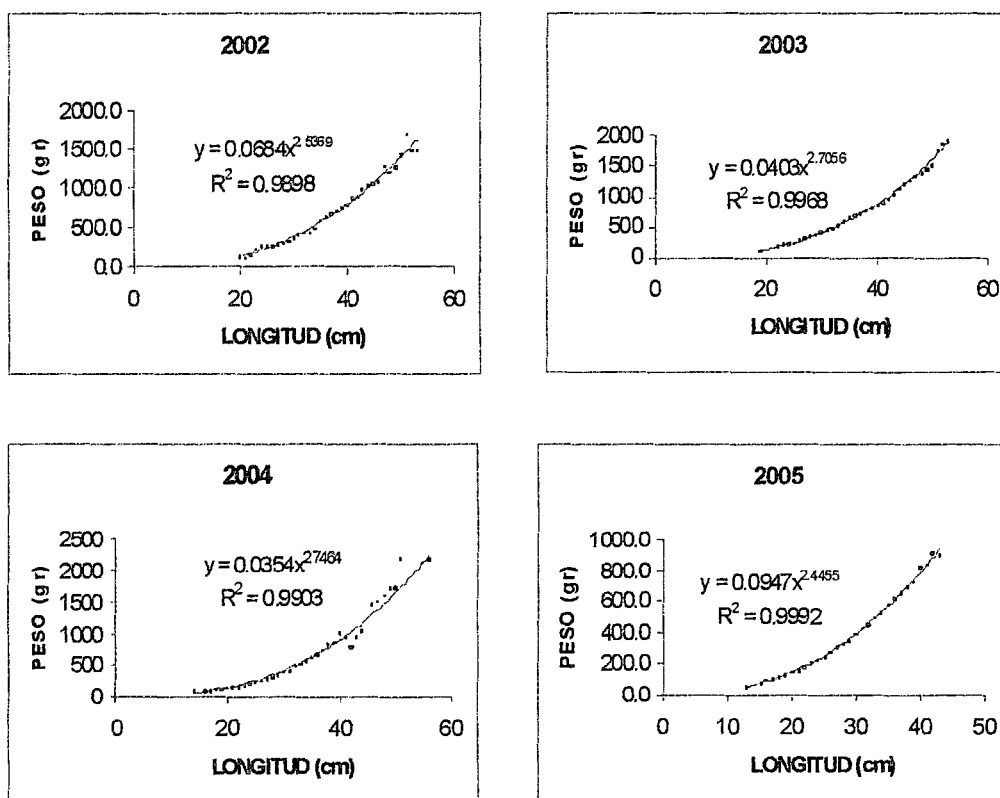 2002
PESO (gr)
2000.0
1500.0
1000.0
500.0
0.0
y = 0.0684x^2.5369
R² = 0.9898
0 20 40 60
LONGITUD (cm)
2003
PESO (gr)
2000
1500
1000
500
0
y = 0.0403x^2.7056
R² = 0.9968
0 20 40 60
LONGITUD (cm)
2004
PESO (gr)
2500
2000
1500
1000
500
0
y = 0.0354x^2.7464
R² = 0.9903
0 20 40 60
LONGITUD (cm)
2005
PESO (gr)
1000.0
800.0
600.0
400.0
200.0
0.0
y = 0.0947x^2.4455
R² = 0.9992
0 10 20 30 40 50
LONGITUD (cm)